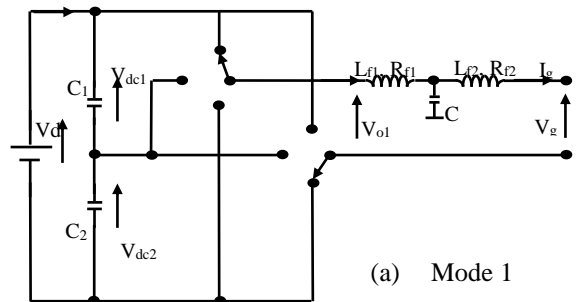 C1
Vdc1
Lf1, Rf1
Lf2, Rf2
Ig
Vd
Vo1
C
Vg
C2
Vdc2
(a) Mode 1